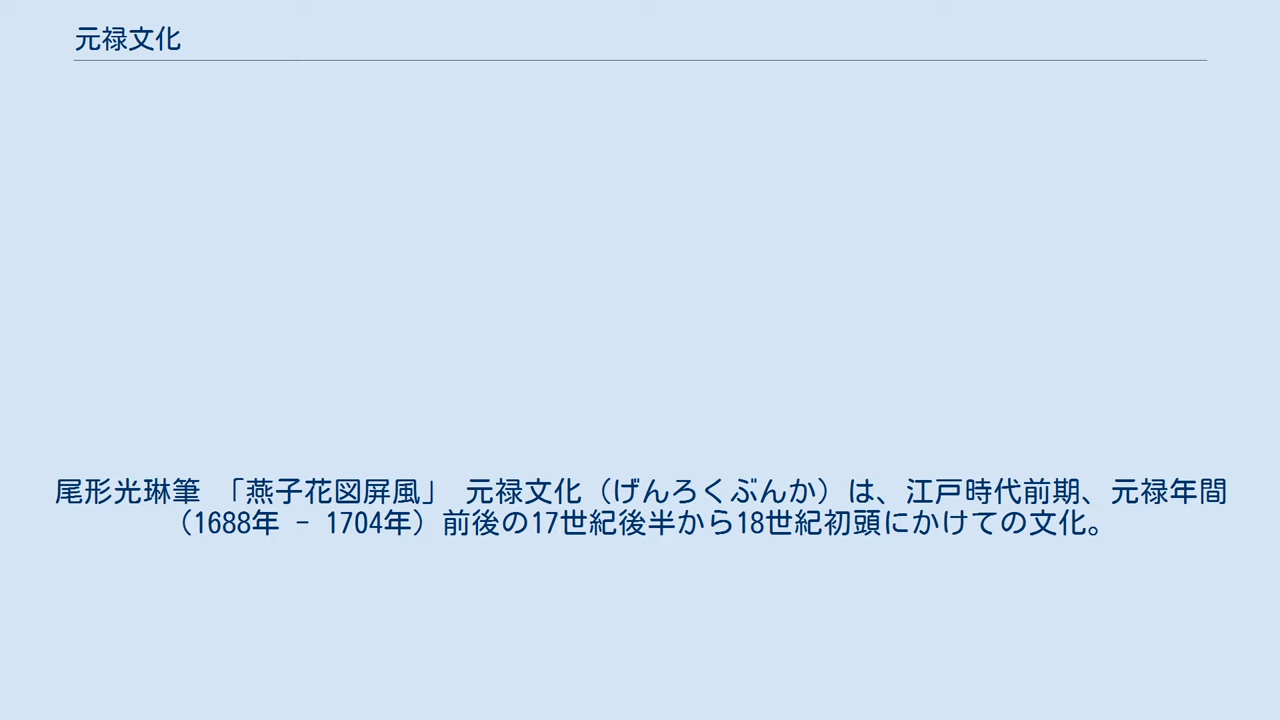 元禄文化
尾形光琳筆 「燕子花図屏風」 元禄文化（げんろくぶんか）は、江戸時代前期、元禄年間
（1688年 - 1704年）前後の17世紀後半から18世紀初頭にかけての文化。